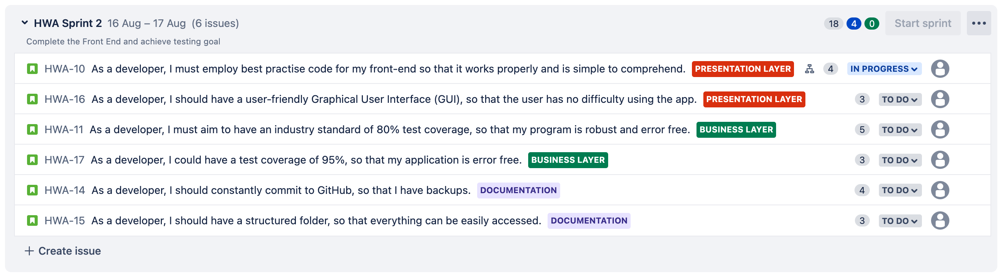 HWA Sprint 2 16 Aug – 17 Aug (6 issues) 18 4 0 Start sprint
Complete the Front End and achieve testing goal
HWA-10 As a developer, I must employ best practise code for my front-end so that it works properly and is simple to comprehend. PRESENTATION LAYER 4 IN PROGRESS
HWA-16 As a developer, I should have a user-friendly Graphical User Interface (GUI), so that the user has no difficulty using the app. PRESENTATION LAYER 3 TO DO
HWA-11 As a developer, I must aim to have an industry standard of 80% test coverage, so that my program is robust and error free. BUSINESS LAYER 5 TO DO
HWA-17 As a developer, I could have a test coverage of 95%, so that my application is error free. BUSINESS LAYER 3 TO DO
HWA-14 As a developer, I should constantly commit to GitHub, so that I have backups. DOCUMENTATION 4 TO DO
HWA-15 As a developer, I should have a structured folder, so that everything can be easily accessed. DOCUMENTATION 3 TO DO
Create issue